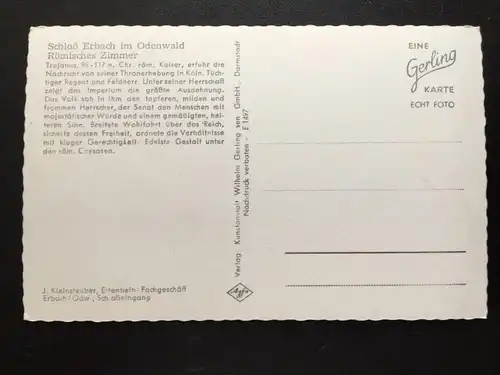 Schloß Erbach im Odenwald
Römisches Zimmer
Trajanus, 98-117 n. Chr. röm. Kaiser, erfuhr die
Nachricht von seiner Thronerhebung in Köln. Tüch-
tiger Regent und Feldherr. Unter seiner Herrschaft
zeigt das Imperium die größte Ausdehnung.
Das Volk sah in ihm den tapferen, milden und
frommen Herrscher, der Senat den Menschen mit
majestätischer Würde und einem gemäßigten, hei-
teren Sinn. Breitete Wohlfahrt über das Reich,
sicherte dessen Freiheit, ordnete die Verhältnisse
mit kluger Gerechtigkeit. Edelste Gestalt unter
den röm. Caesaren.
J. Kleinsteuber, Elfenbein-Fachgeschäft
Erbach/Odw., Schloßeingang
Verlag: Kunstanstalt Wilhelm Gerling sen. GmbH., Darmstadt
Nachdruck verboten - E 1497
Agfa
EINE
Gerling
KARTE
ECHT FOTO